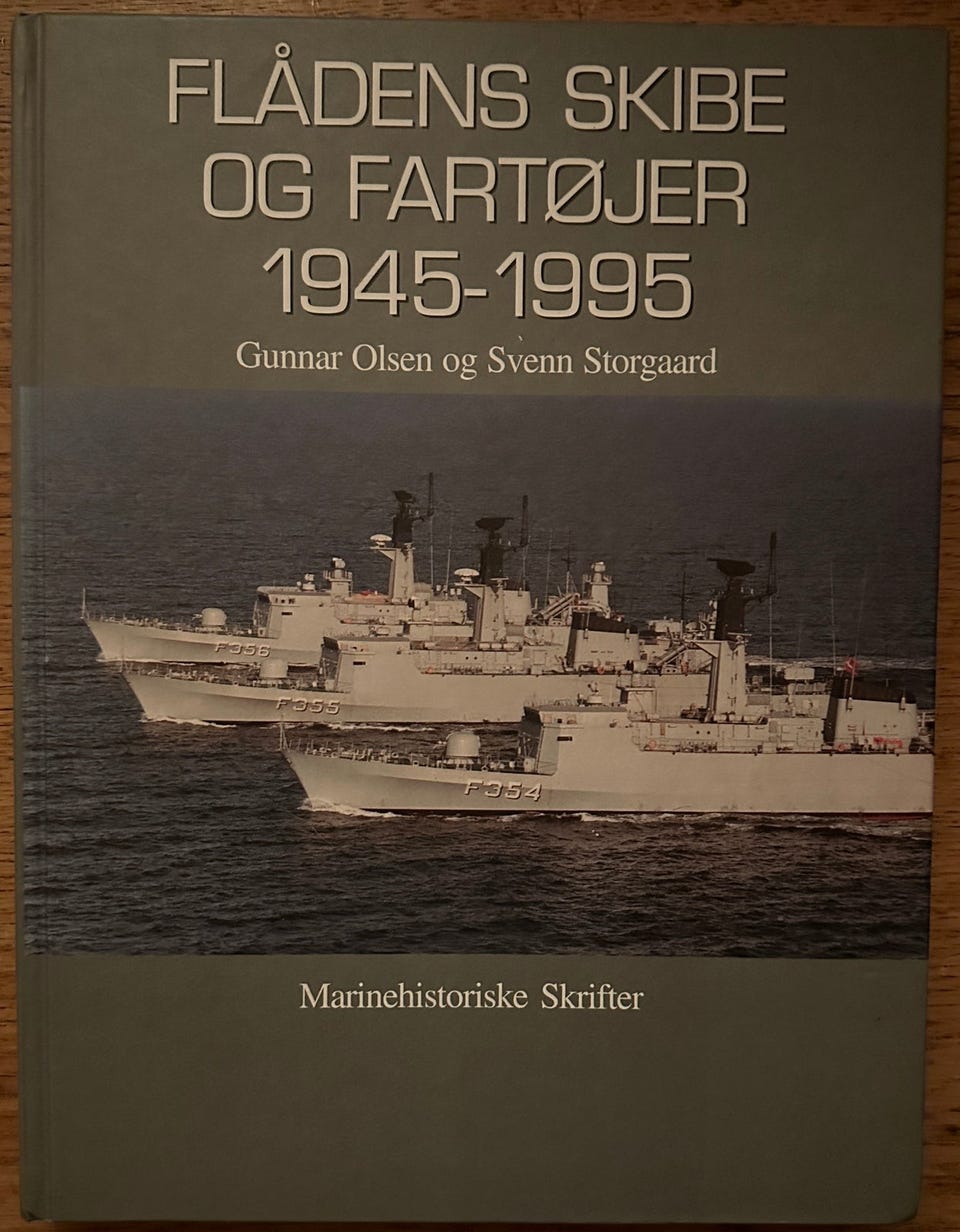 FLÅDENS SKIBE
OG FARTØJER
1945-1995
Gunnar Olsen og Svenn Storgaard
F356
F355
F354
Marinehistoriske Skrifter